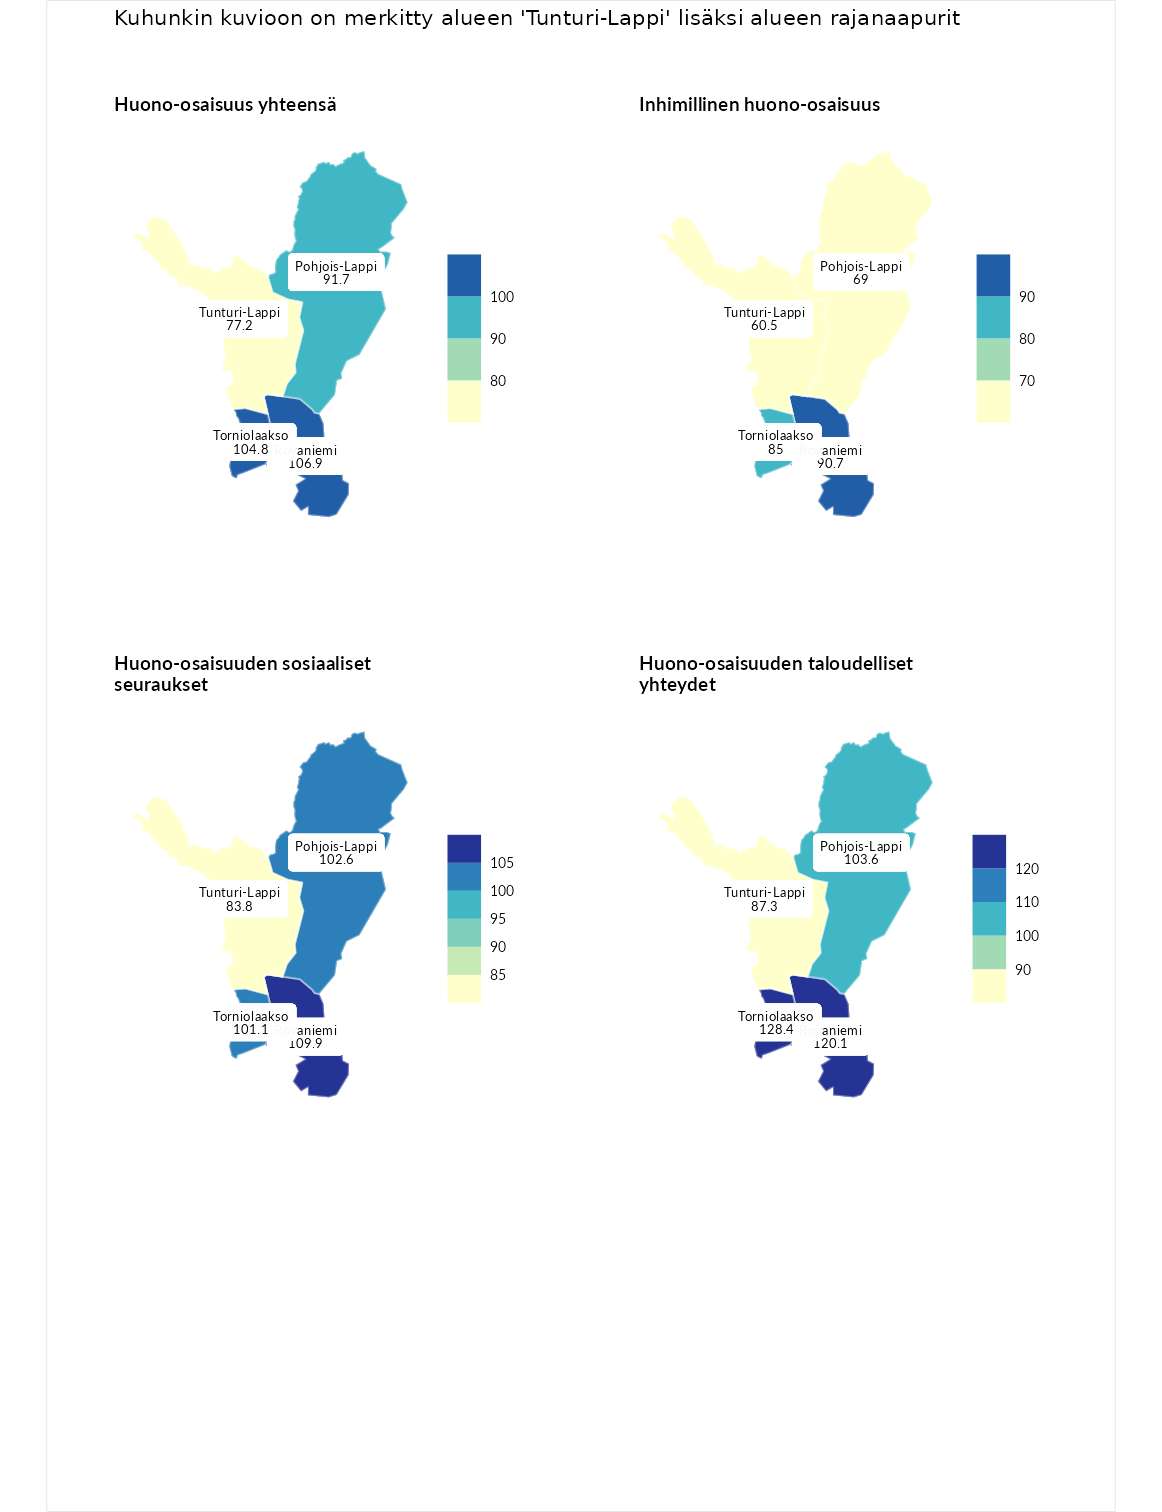 Kuhunkin kuvioon on merkitty alueen 'Tunturi-Lappi' lisäksi alueen rajanaapurit
Huono-osaisuus yhteensä
Pohjois-Lappi
91.7
Tunturi-Lappi
77.2
Torniolaakso
104.8
aniemi
106.9
100
90
80
Inhimillinen huono-osaisuus
Pohjois-Lappi
69
Tunturi-Lappi
60.5
Torniolaakso
85
aniemi
90.7
90
80
70
Huono-osaisuuden sosiaaliset
seuraukset
Pohjois-Lappi
102.6
Tunturi-Lappi
83.8
Torniolaakso
101.1
aniemi
109.9
105
100
95
90
85
Huono-osaisuuden taloudelliset
yhteydet
Pohjois-Lappi
103.6
Tunturi-Lappi
87.3
Torniolaakso
128.4
aniemi
120.1
120
110
100
90